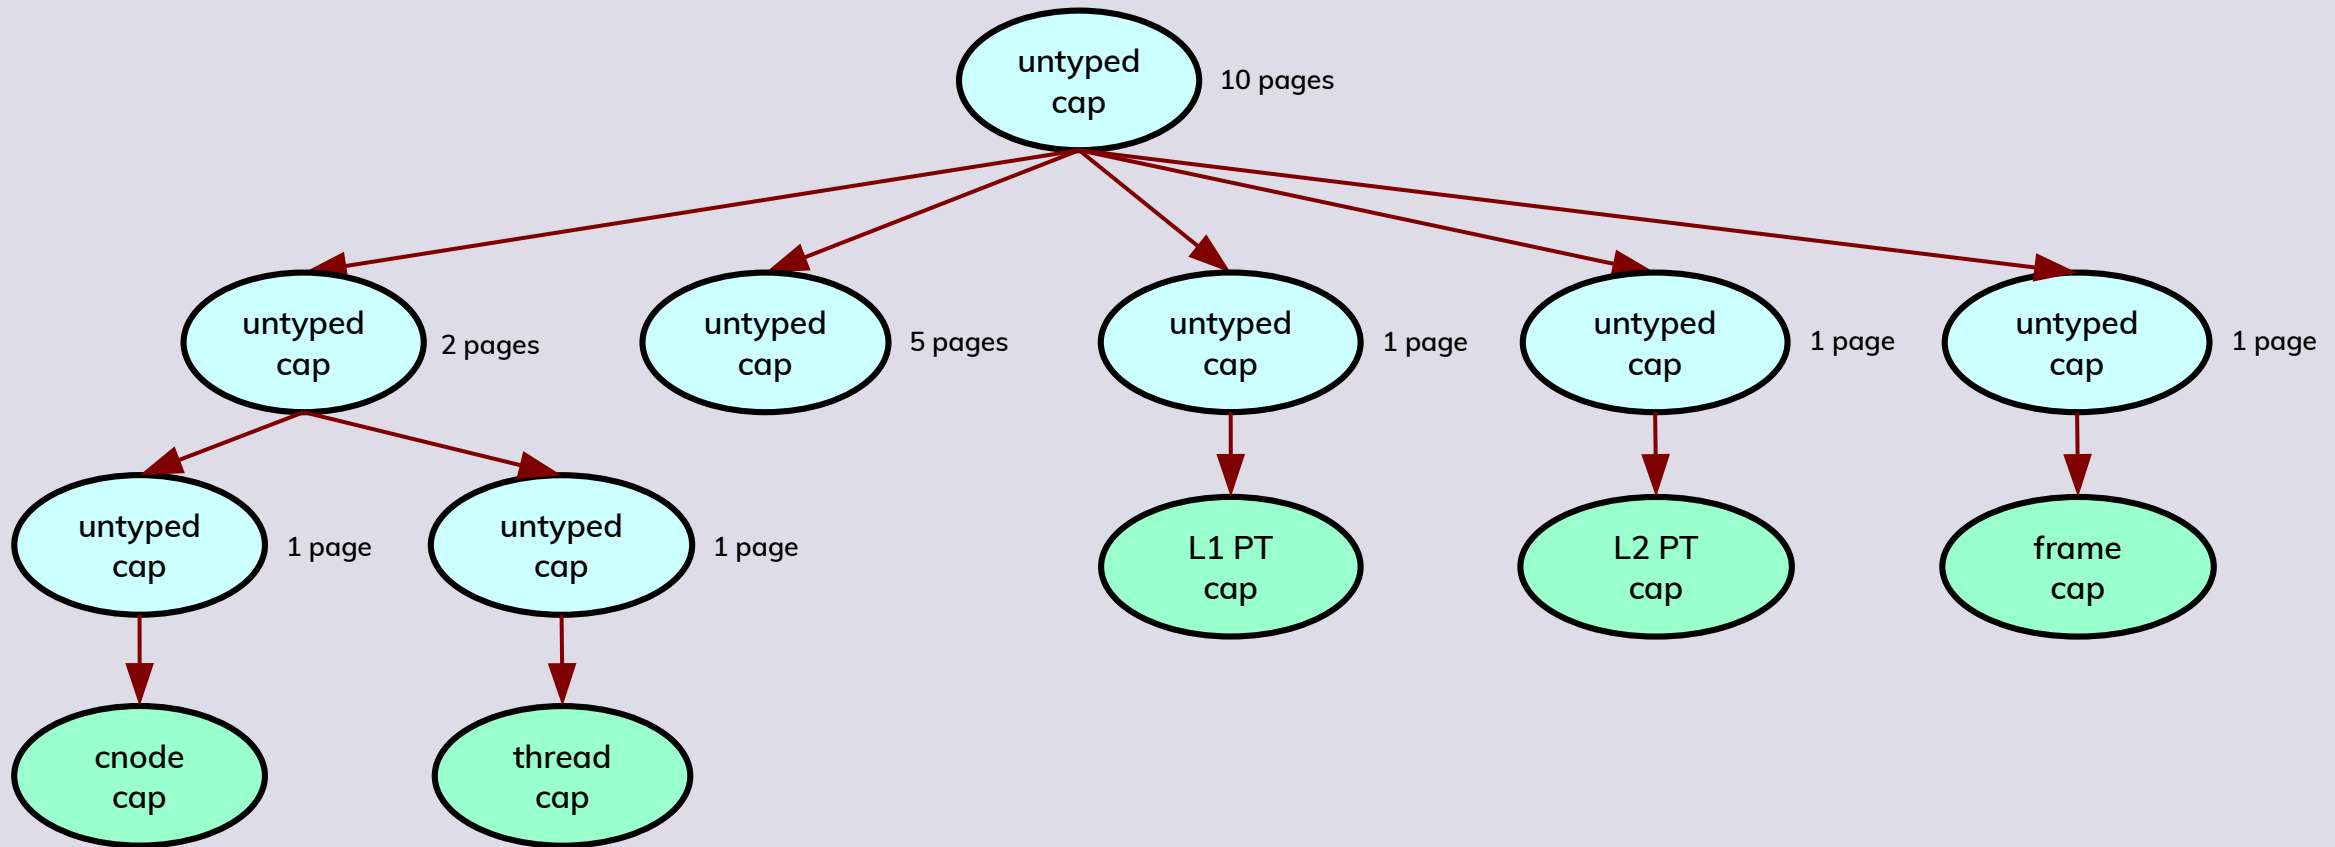 untyped
cap
10 pages
untyped
cap
2 pages
untyped
cap
5 pages
untyped
cap
1 page
untyped
cap
1 page
untyped
cap
1 page
untyped
cap
1 page
untyped
cap
1 page
L1 PT
cap
L2 PT
cap
frame
cap
cnode
cap
thread
cap